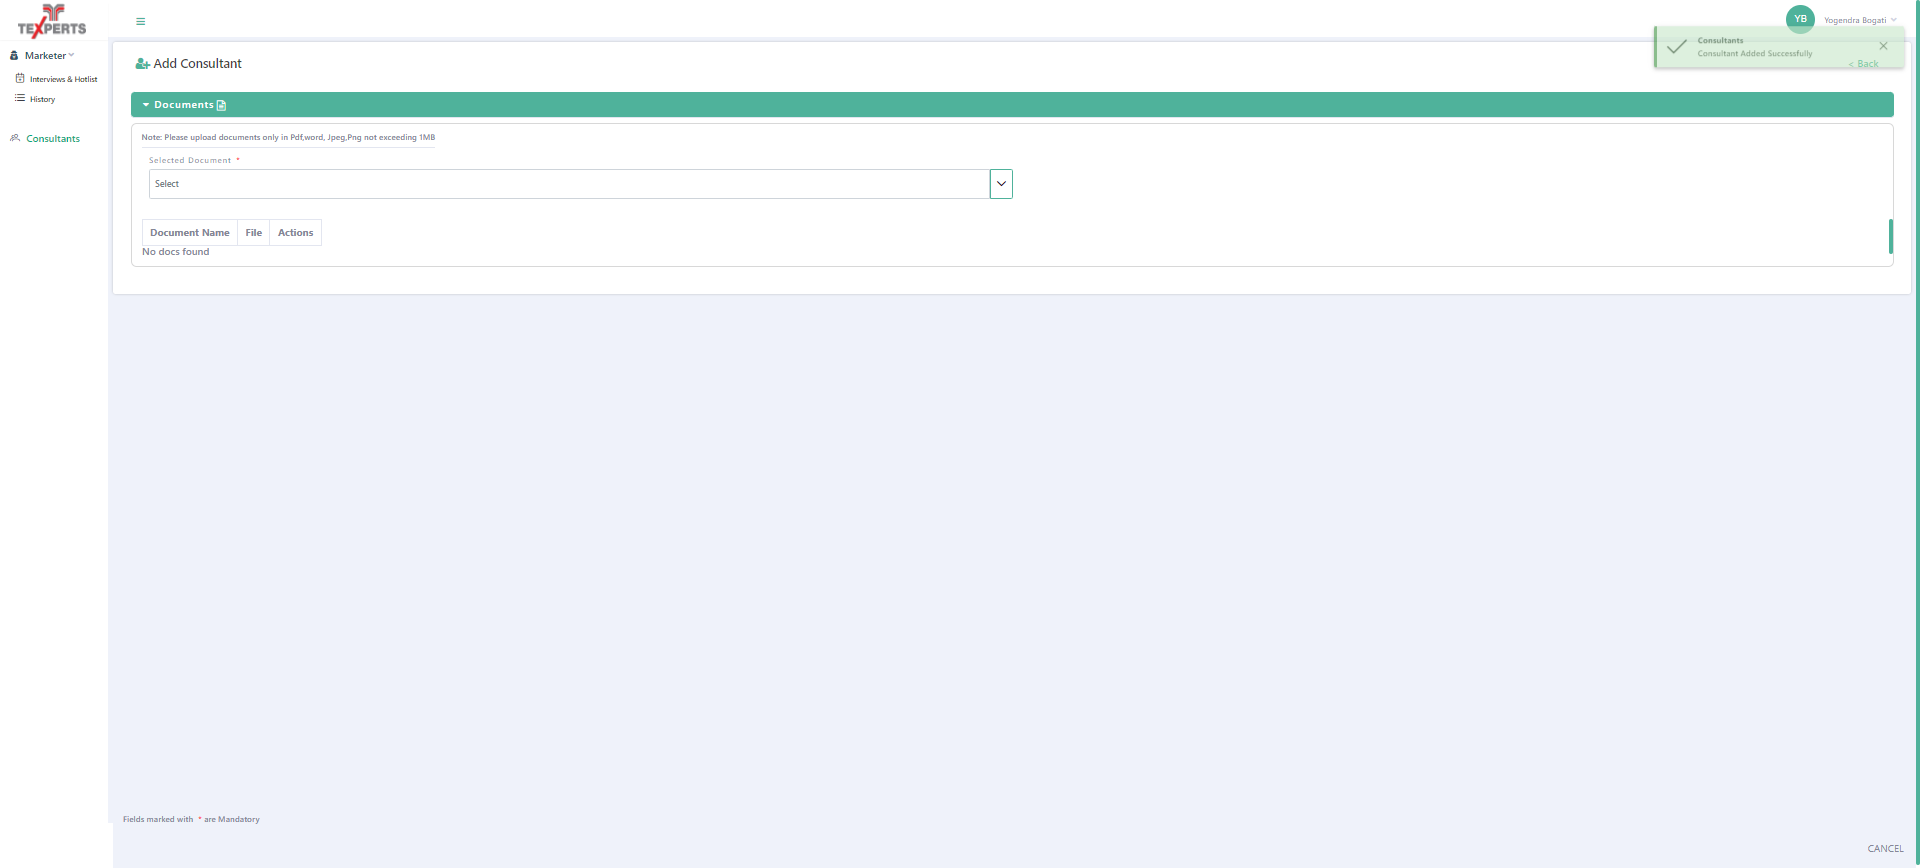 TEXPERTS
YB
Yogendra Bogati
Marketer
Interviews & Hotlist
History
Consultants
Consultants
Consultant Added Successfully
< Back
Add Consultant
Documents
Note: Please upload documents only in Pdf,word, Jpeg,Png not exceeding 1MB
Selected Document *
Select
Document Name File Actions
No docs found
Fields marked with * are Mandatory
CANCEL